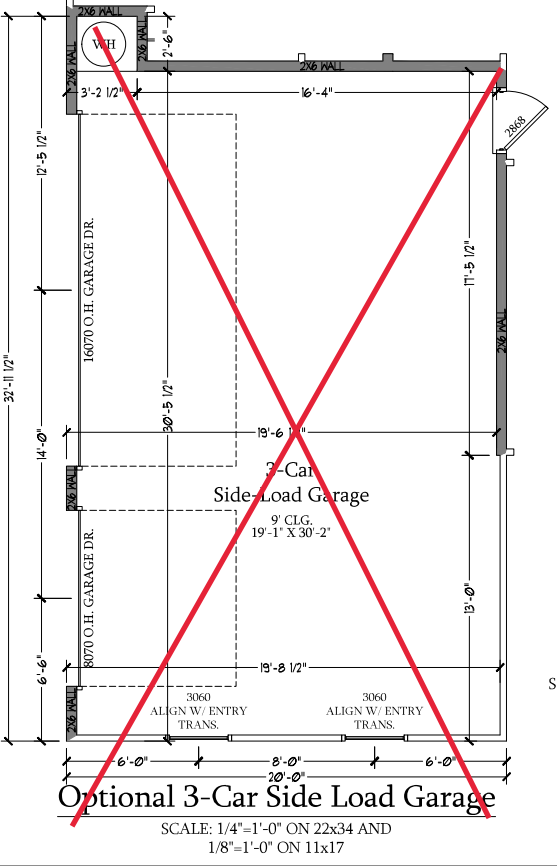 2X6 WALL
WH
2X6 WALL
2X6 WALL
2'-6"
2X6 WALL
3'-2 1/2"
16'-4"
2868
12'-5 1/2"
16070 O.H. GARAGE DR.
17'-5 1/2"
2X6 WALL
32'-11 1/2"
30'-5 1/2"
14'-0"
19'-6 1/2"
3-Car
Side-Load Garage
9' CLG.
19'-1" X 30'-2"
2X6 WALL
8070 O.H. GARAGE DR.
13'-0"
6'-6"
19'-8 1/2"
2X6 WALL
3060
ALIGN W/ ENTRY
TRANS.
3060
ALIGN W/ ENTRY
TRANS.
S
6'-0"
8'-0"
6'-0"
20'-0"
Optional 3-Car Side Load Garage
SCALE: 1/4"=1'-0" ON 22x34 AND
1/8"=1'-0" ON 11x17